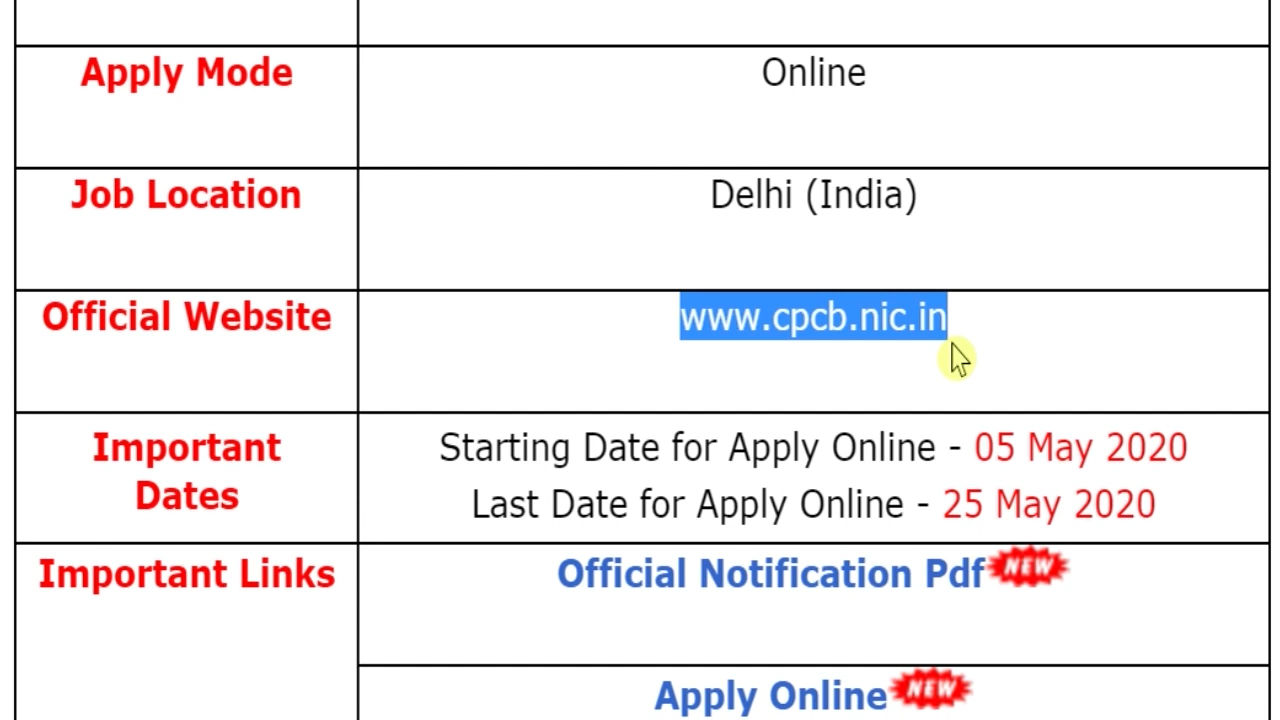 Apply Mode
Online
Job Location
Delhi (India)
Official Website
www.cpcb.nic.in
Important
Dates
Starting Date for Apply Online - 05 May 2020
Last Date for Apply Online - 25 May 2020
Important Links
Official Notification Pdf NEW
Apply Online NEW